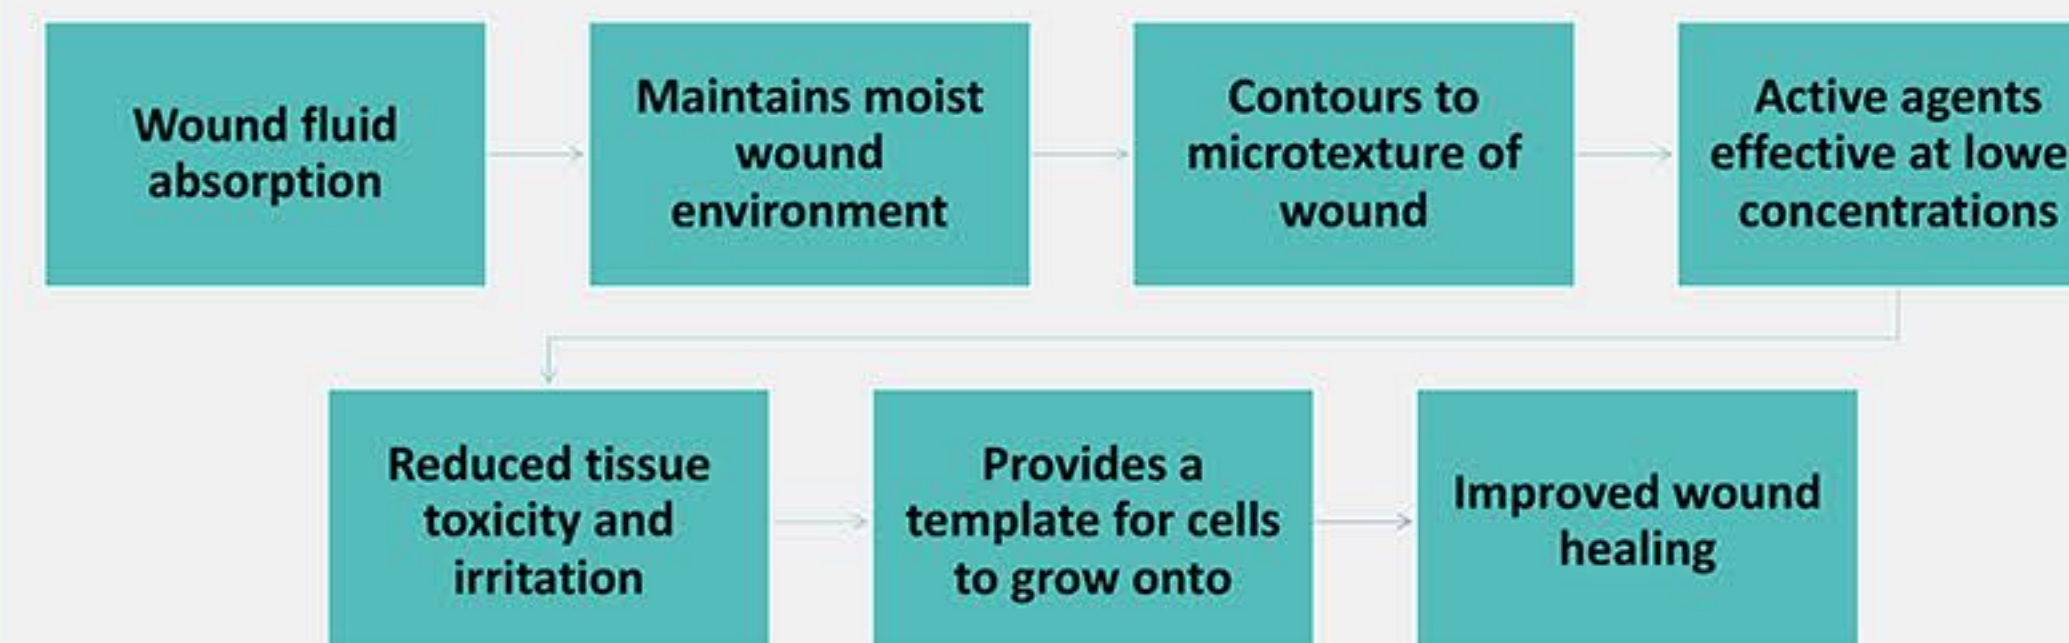 Wound fluid
absorption
Maintains moist
wound
environment
Contours to
microtexture of
wound
Active agents
effective at lowe
concentrations
Reduced tissue
toxicity and
irritation
Provides a
template for cells
to grow onto
Improved wound
healing